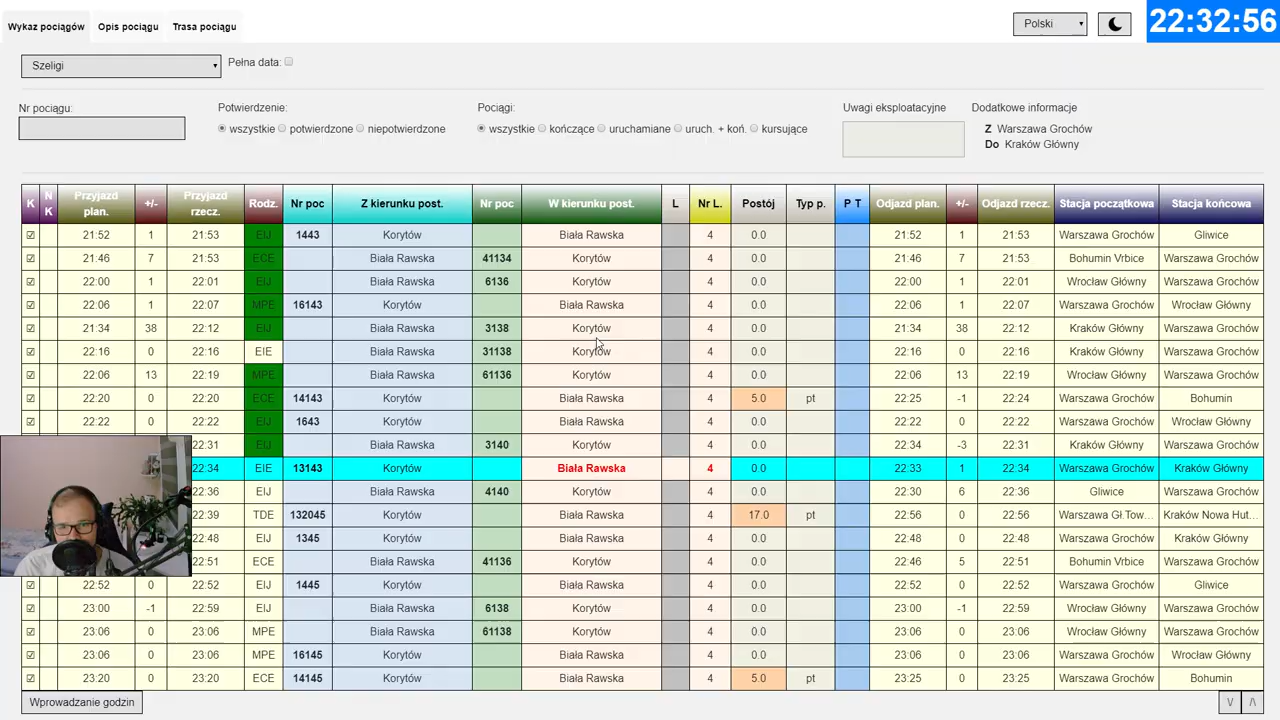 Wykaz pociągów Opis pociągu Trasa pociągu Polski 22:32:56
Szeligi Pełna data:
Nr pociągu: Potwierdzenie: Pociągi: Uwagi eksploatacyjne Dodatkowe informacje
wszystkie potwierdzone niepotwierdzone wszystkie kończące uruchamiane uruch. + koń. kursujące Z Warszawa Grochów
Do Kraków Główny
K N K Przyjazd plan. +/- Przyjazd rzecz. Rodz. Nr poc Z kierunku post. Nr poc W kierunku post. L Nr L. Postój Typ p. P T Odjazd plan. +/- Odjazd rzecz. Stacja początkowa Stacja końcowa
21:52 1 21:53 EIJ 1443 Korytów Biała Rawska 4 0.0 21:52 1 21:53 Warszawa Grochów Gliwice
21:46 7 21:53 ECE Biała Rawska 41134 Korytów 4 0.0 21:46 7 21:53 Bohumin Vrbice Warszawa Grochów
22:00 1 22:01 EIJ Biała Rawska 6136 Korytów 4 0.0 22:00 1 22:01 Wrocław Główny Warszawa Grochów
22:06 1 22:07 MPE 16143 Korytów Biała Rawska 4 0.0 22:06 1 22:07 Warszawa Grochów Wrocław Główny
21:34 38 22:12 EIJ Biała Rawska 3138 Korytów 4 0.0 21:34 38 22:12 Kraków Główny Warszawa Grochów
22:16 0 22:16 EIE Biała Rawska 31138 Korytów 4 0.0 22:16 0 22:16 Kraków Główny Warszawa Grochów
22:06 13 22:19 MPE Biała Rawska 61136 Korytów 4 0.0 22:06 13 22:19 Wrocław Główny Warszawa Grochów
22:20 0 22:20 ECE 14143 Korytów Biała Rawska 4 5.0 pt 22:25 -1 22:24 Warszawa Grochów Bohumin
22:22 0 22:22 EIJ 1643 Korytów Biała Rawska 4 0.0 22:22 0 22:22 Warszawa Grochów Wrocław Główny
22:31 EIJ Biała Rawska 3140 Korytów 4 0.0 22:34 -3 22:31 Kraków Główny Warszawa Grochów
22:34 EIE 13143 Korytów Biała Rawska 4 0.0 22:33 1 22:34 Warszawa Grochów Kraków Główny
22:36 EIJ Biała Rawska 4140 Korytów 4 0.0 22:30 6 22:36 Gliwice Warszawa Grochów
22:39 TDE 132045 Korytów Biała Rawska 4 17.0 pt 22:56 0 22:56 Warszawa Gł.Tow... Kraków Nowa Hut...
22:48 EIJ 1345 Korytów Biała Rawska 4 0.0 22:48 0 22:48 Warszawa Grochów Kraków Główny
22:51 ECE Biała Rawska 41136 Korytów 4 0.0 22:46 5 22:51 Bohumin Vrbice Warszawa Grochów
22:52 0 22:52 EIJ 1445 Korytów Biała Rawska 4 0.0 22:52 0 22:52 Warszawa Grochów Gliwice
23:00 -1 22:59 EIJ Biała Rawska 6138 Korytów 4 0.0 23:00 -1 22:59 Wrocław Główny Warszawa Grochów
23:06 0 23:06 MPE Biała Rawska 61138 Korytów 4 0.0 23:06 0 23:06 Wrocław Główny Warszawa Grochów
23:06 0 23:06 MPE 16145 Korytów Biała Rawska 4 0.0 23:06 0 23:06 Warszawa Grochów Wrocław Główny
23:20 0 23:20 ECE 14145 Korytów Biała Rawska 4 5.0 pt 23:25 0 23:25 Warszawa Grochów Bohumin
Wprowadzanie godzin \/ /\